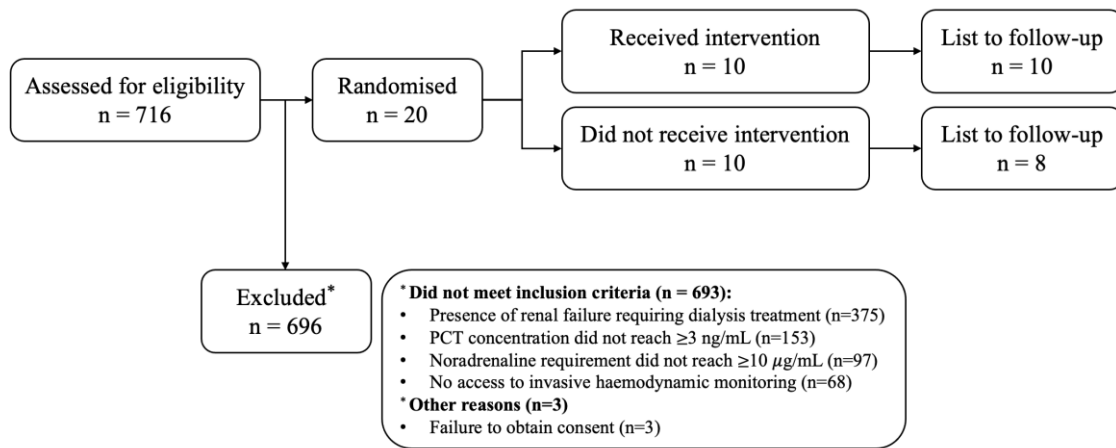 Assessed for eligibility
n = 716
Randomised
n = 20
Received intervention
n = 10
List to follow-up
n = 10
Did not receive intervention
n = 10
List to follow-up
n = 8
Excluded*
n = 696
*Did not meet inclusion criteria (n = 693):
• Presence of renal failure requiring dialysis treatment (n=375)
• PCT concentration did not reach ≥3 ng/mL (n=153)
• Noradrenaline requirement did not reach ≥10 μg/mL (n=97)
• No access to invasive haemodynamic monitoring (n=68)
*Other reasons (n=3)
• Failure to obtain consent (n=3)